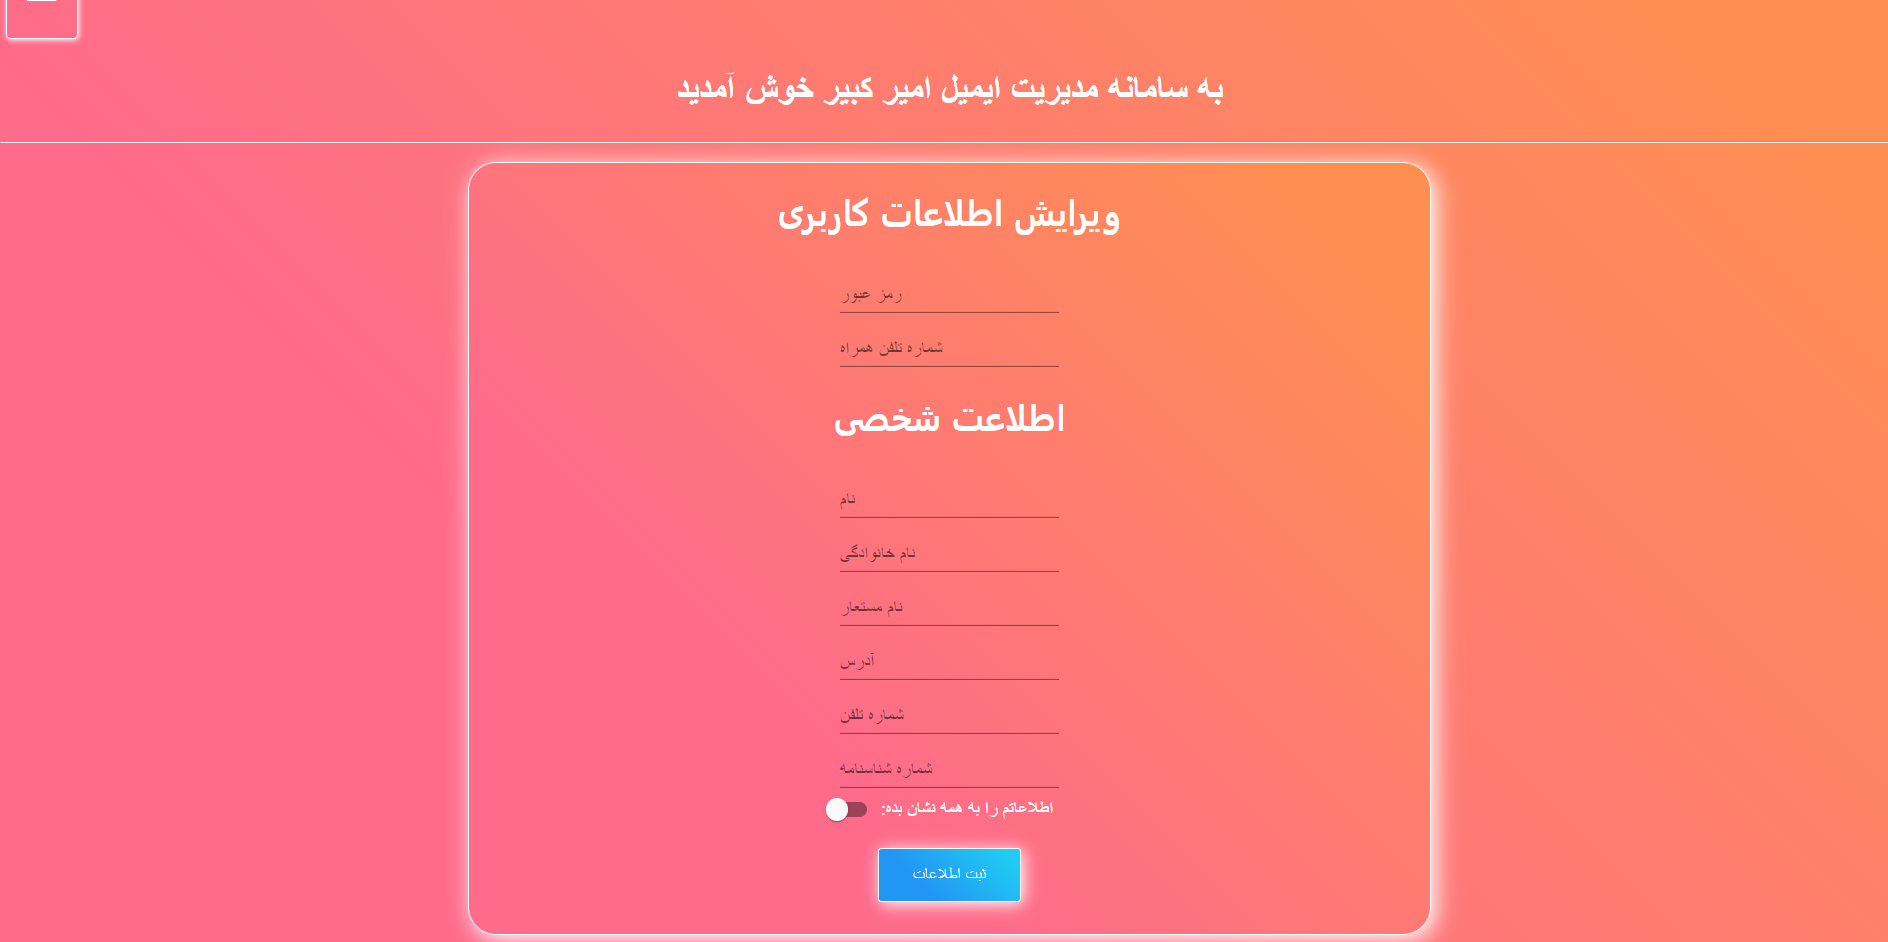 به سامانه مدیریت ایمیل امیر کبیر خوش آمدید
ویرایش اطلاعات کاربری
رمز عبور
شماره تلفن همراه
اطلاعت شخصی
نام
نام خانوادگی
نام مستعار
آدرس
شماره تلفن
شماره شناسنامه
اطلاعاتم را به همه نشان بده:
ثبت اطلاعات